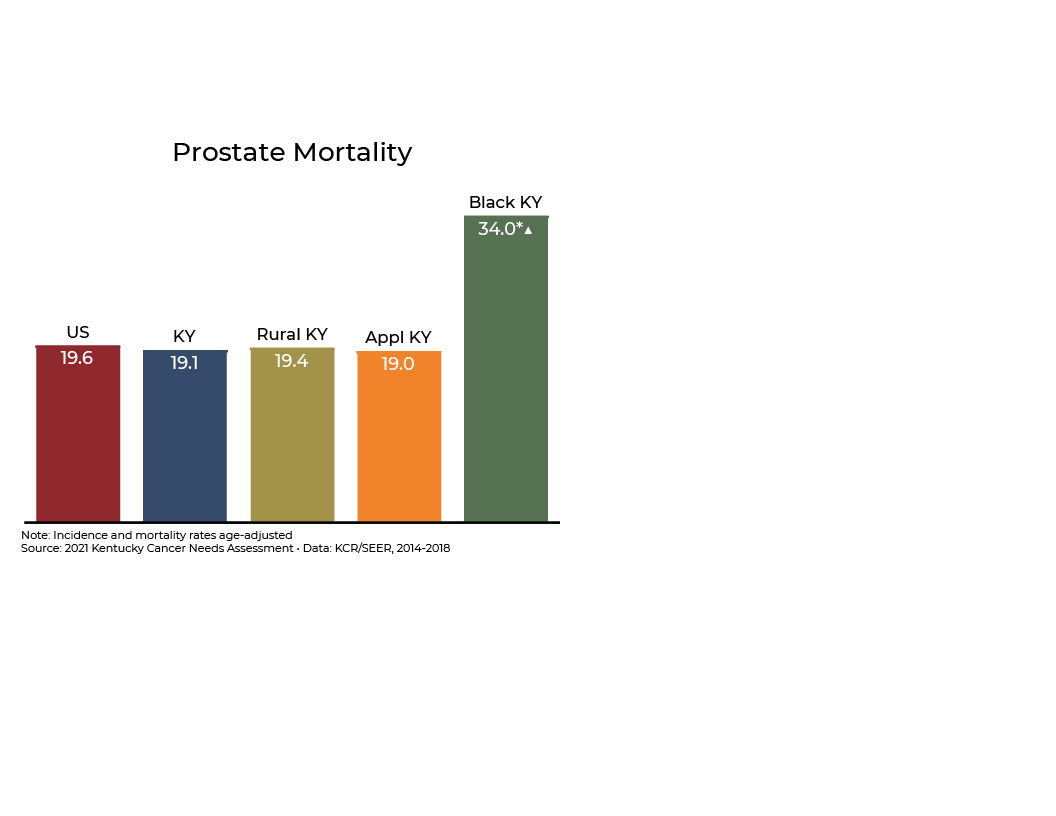 Prostate Mortality
Black KY
34.0*▲
US
19.6
KY
19.1
Rural KY
19.4
Appl KY
19.0
Note: Incidence and mortality rates age-adjusted
Source: 2021 Kentucky Cancer Needs Assessment • Data: KCR/SEER, 2014-2018